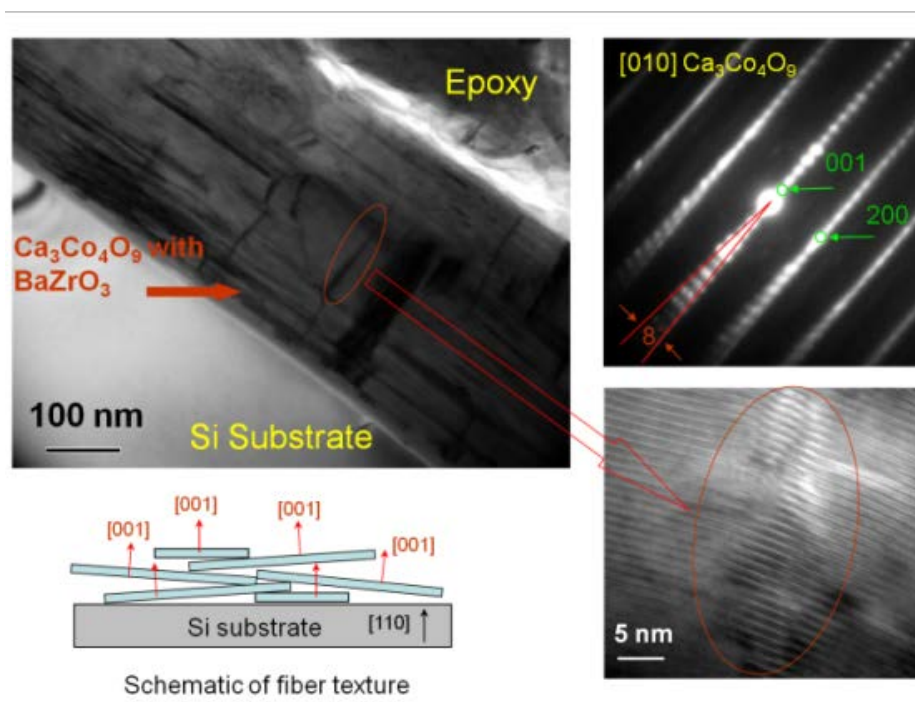 Epoxy
Ca₃Co₄O₉ with
BaZrO₃
100 nm
Si Substrate
[010] Ca₃Co₄O₉
001
200
8
5 nm
[001]
[001]
[001]
[001]
Si substrate
[110]
Schematic of fiber texture